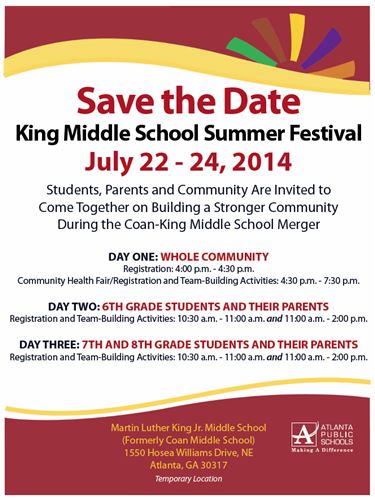 Save the Date
King Middle School Summer Festival
July 22 - 24, 2014
Students, Parents and Community Are Invited to
Come Together on Building a Stronger Community
During the Coan-King Middle School Merger
DAY ONE: WHOLE COMMUNITY
Registration: 4:00 p.m. - 4:30 p.m.
Community Health Fair/Registration and Team-Building Activities: 4:30 p.m. - 7:30 p.m.
DAY TWO: 6TH GRADE STUDENTS AND THEIR PARENTS
Registration and Team-Building Activities: 10:30 a.m. - 11:00 a.m. and 11:00 a.m. - 2:00 p.m.
DAY THREE: 7TH AND 8TH GRADE STUDENTS AND THEIR PARENTS
Registration and Team-Building Activities: 10:30 a.m. - 11:00 a.m. and 11:00 a.m. - 2:00 p.m.
Martin Luther King Jr. Middle School
(Formerly Coan Middle School)
1550 Hosea Williams Drive, NE
Atlanta, GA 30317
Temporary Location
ATLANTA
PUBLIC
SCHOOLS
Making A Difference